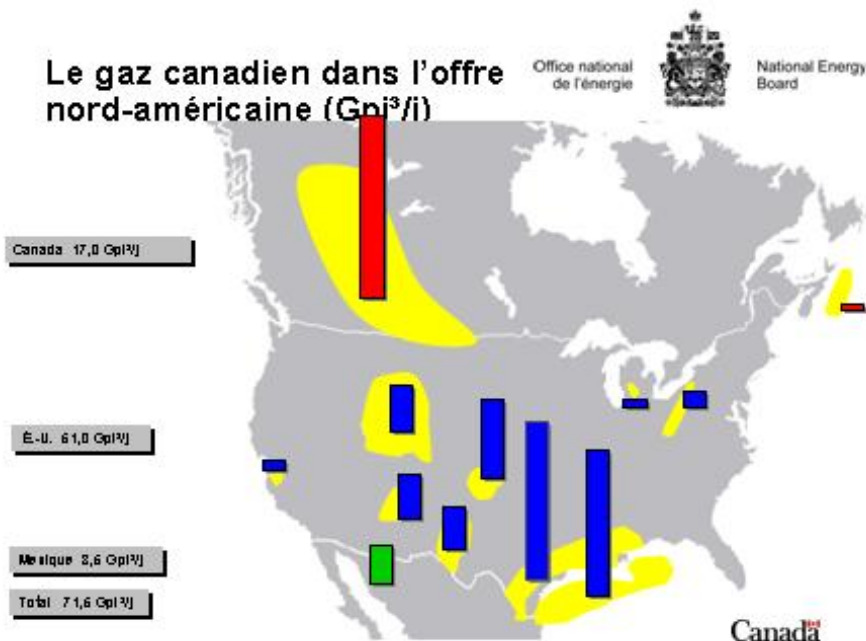 Le gaz canadien dans l'offre
nord-américaine (Gpi³/j)
Office national
de l'énergie
National Energy
Board
Canada 17,0 Gpi³/j
É.-U. 51,0 Gpi³/j
Mexique 3,6 Gpi³/j
Total 71,6 Gpi³/j
Canada